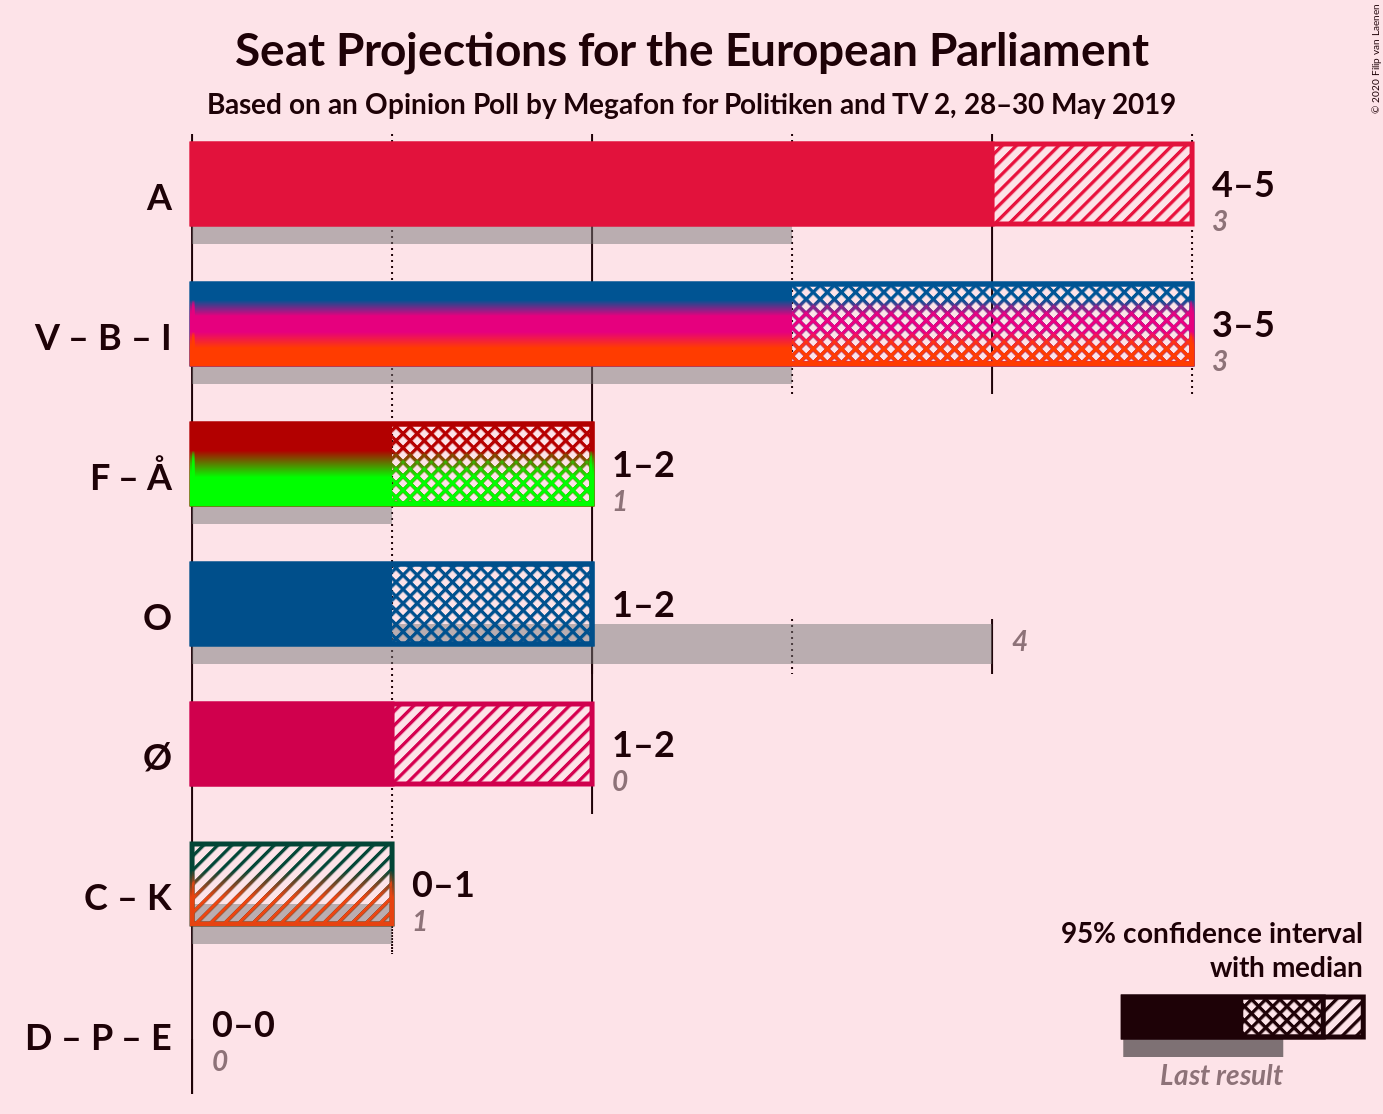 Seat Projections for the European Parliament
Based on an Opinion Poll by Megafon for Politiken and TV 2, 28–30 May 2019
© 2020 Filip van Laenen
A
4–5
3
V – B – I
3–5
3
F – Å
1–2
1
O
1–2
4
Ø
1–2
0
C – K
0–1
1
D – P – E
0–0
0
95% confidence interval
with median
Last result